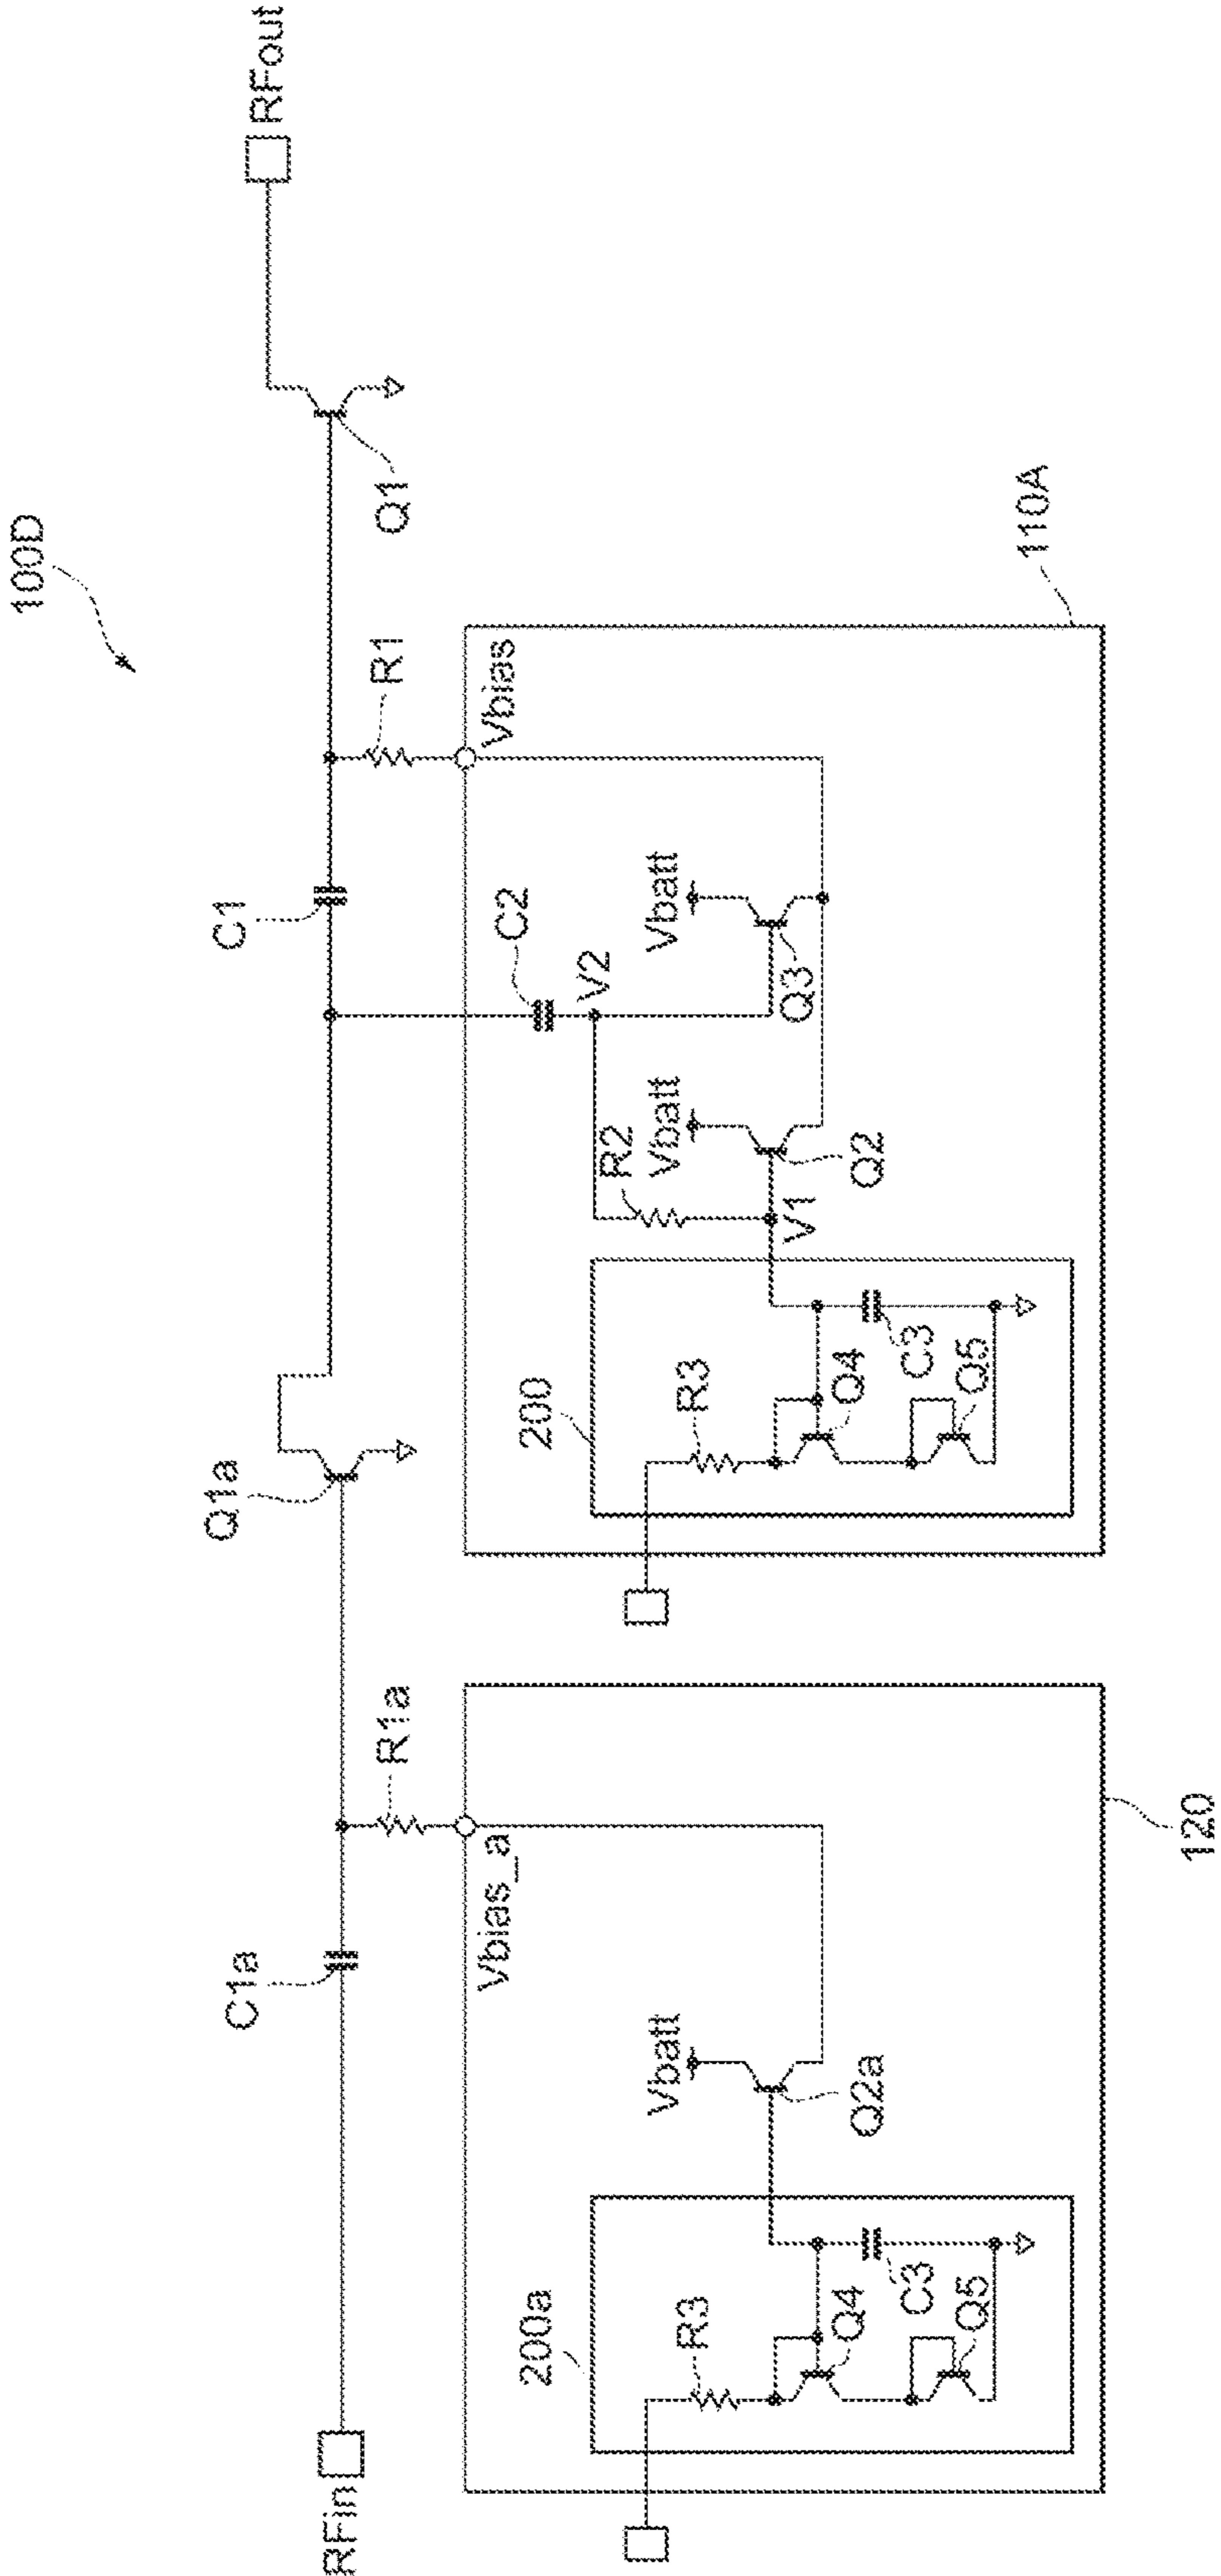 100D
RFout
Q1
C1
R1
Q1a
C1a
R1a
RFin
Vbias
110A
C2
V2
Vbatt
Q3
Vbatt
R2
Q2
V1
200
R3
Q4
C3
Q5
Vbias_a
120
Vbatt
Q2a
200a
R3
Q4
C3
Q5